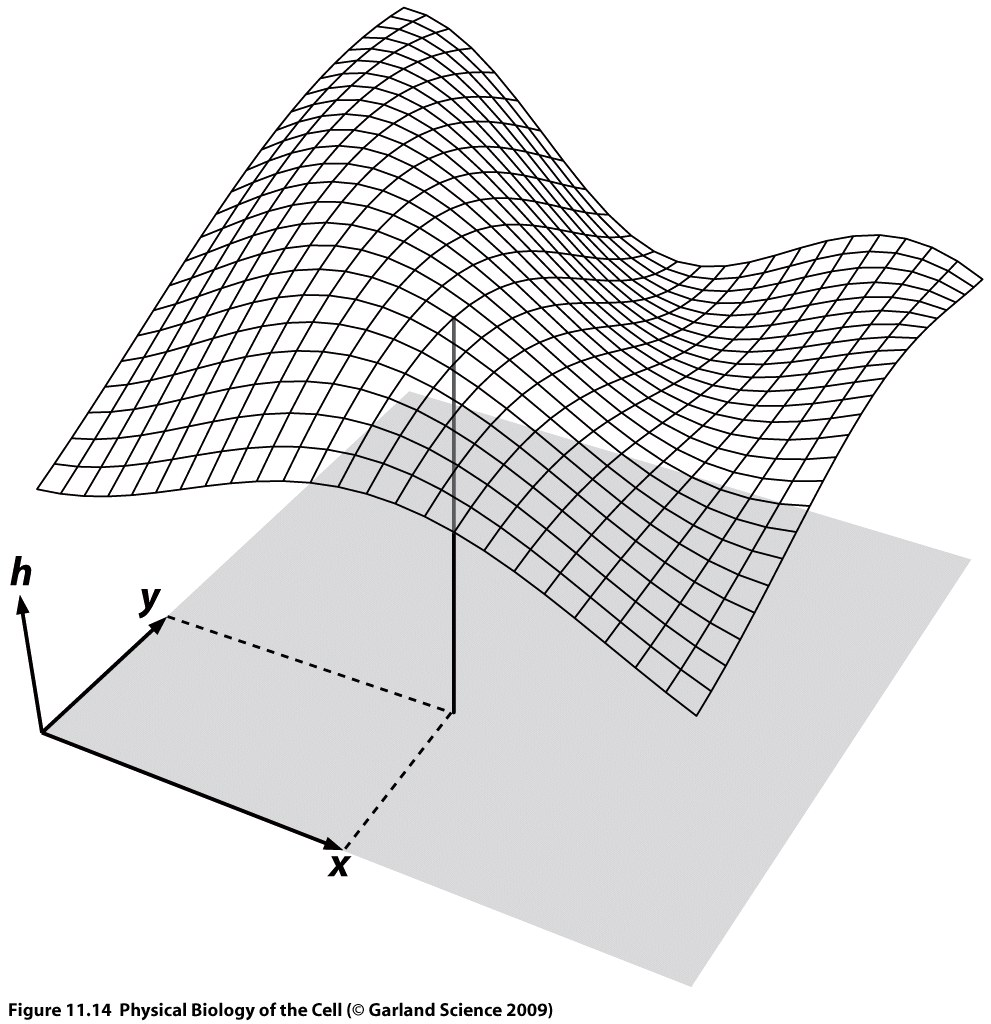 h
y
x
Figure 11.14 Physical Biology of the Cell (© Garland Science 2009)